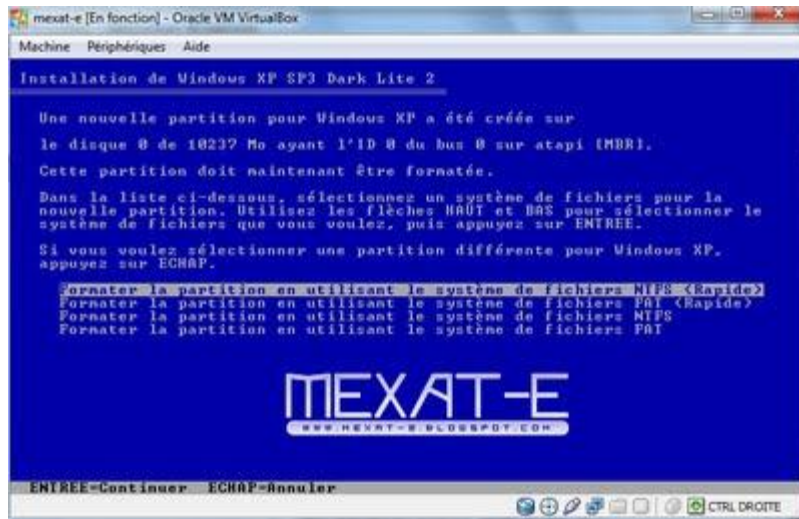 mexat-e [En fonction] - Oracle VM VirtualBox
Machine Périphériques Aide
Installation de Windows XP SP3 Dark Lite 2
Une nouvelle partition pour Windows XP a été créée sur
le disque 0 de 10237 Mo ayant l'ID 0 du bus 0 sur atapi [MBR].
Cette partition doit maintenant être formatée.
Dans la liste ci-dessous, sélectionnez un système de fichiers pour la
nouvelle partition. Utilisez les flèches HAUT et BAS pour sélectionner le
système de fichiers que vous voulez, puis appuyez sur ENTREE.
Si vous voulez sélectionner une partition différente pour Windows XP,
appuyez sur ECHAP.
Formater la partition en utilisant le système de fichiers NTFS <Rapide>
Formater la partition en utilisant le système de fichiers FAT <Rapide>
Formater la partition en utilisant le système de fichiers NTFS
Formater la partition en utilisant le système de fichiers FAT
MEXAT-E
WWW.MEXAT-E.BLOGSPOT.COM
ENTREE=Continuer ECHAP=Annuler
CTRL DROITE